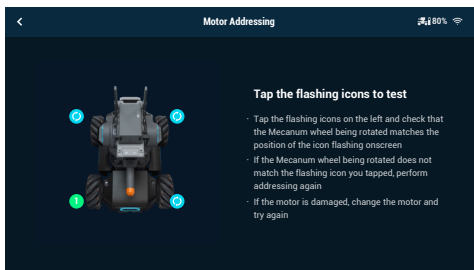 Motor Addressing
80%
Tap the flashing icons to test
· Tap the flashing icons on the left and check that
the Mecanum wheel being rotated matches the
position of the icon flashing onscreen
· If the Mecanum wheel being rotated does not
match the flashing icon you tapped, perform
addressing again
· If the motor is damaged, change the motor and
try again
1